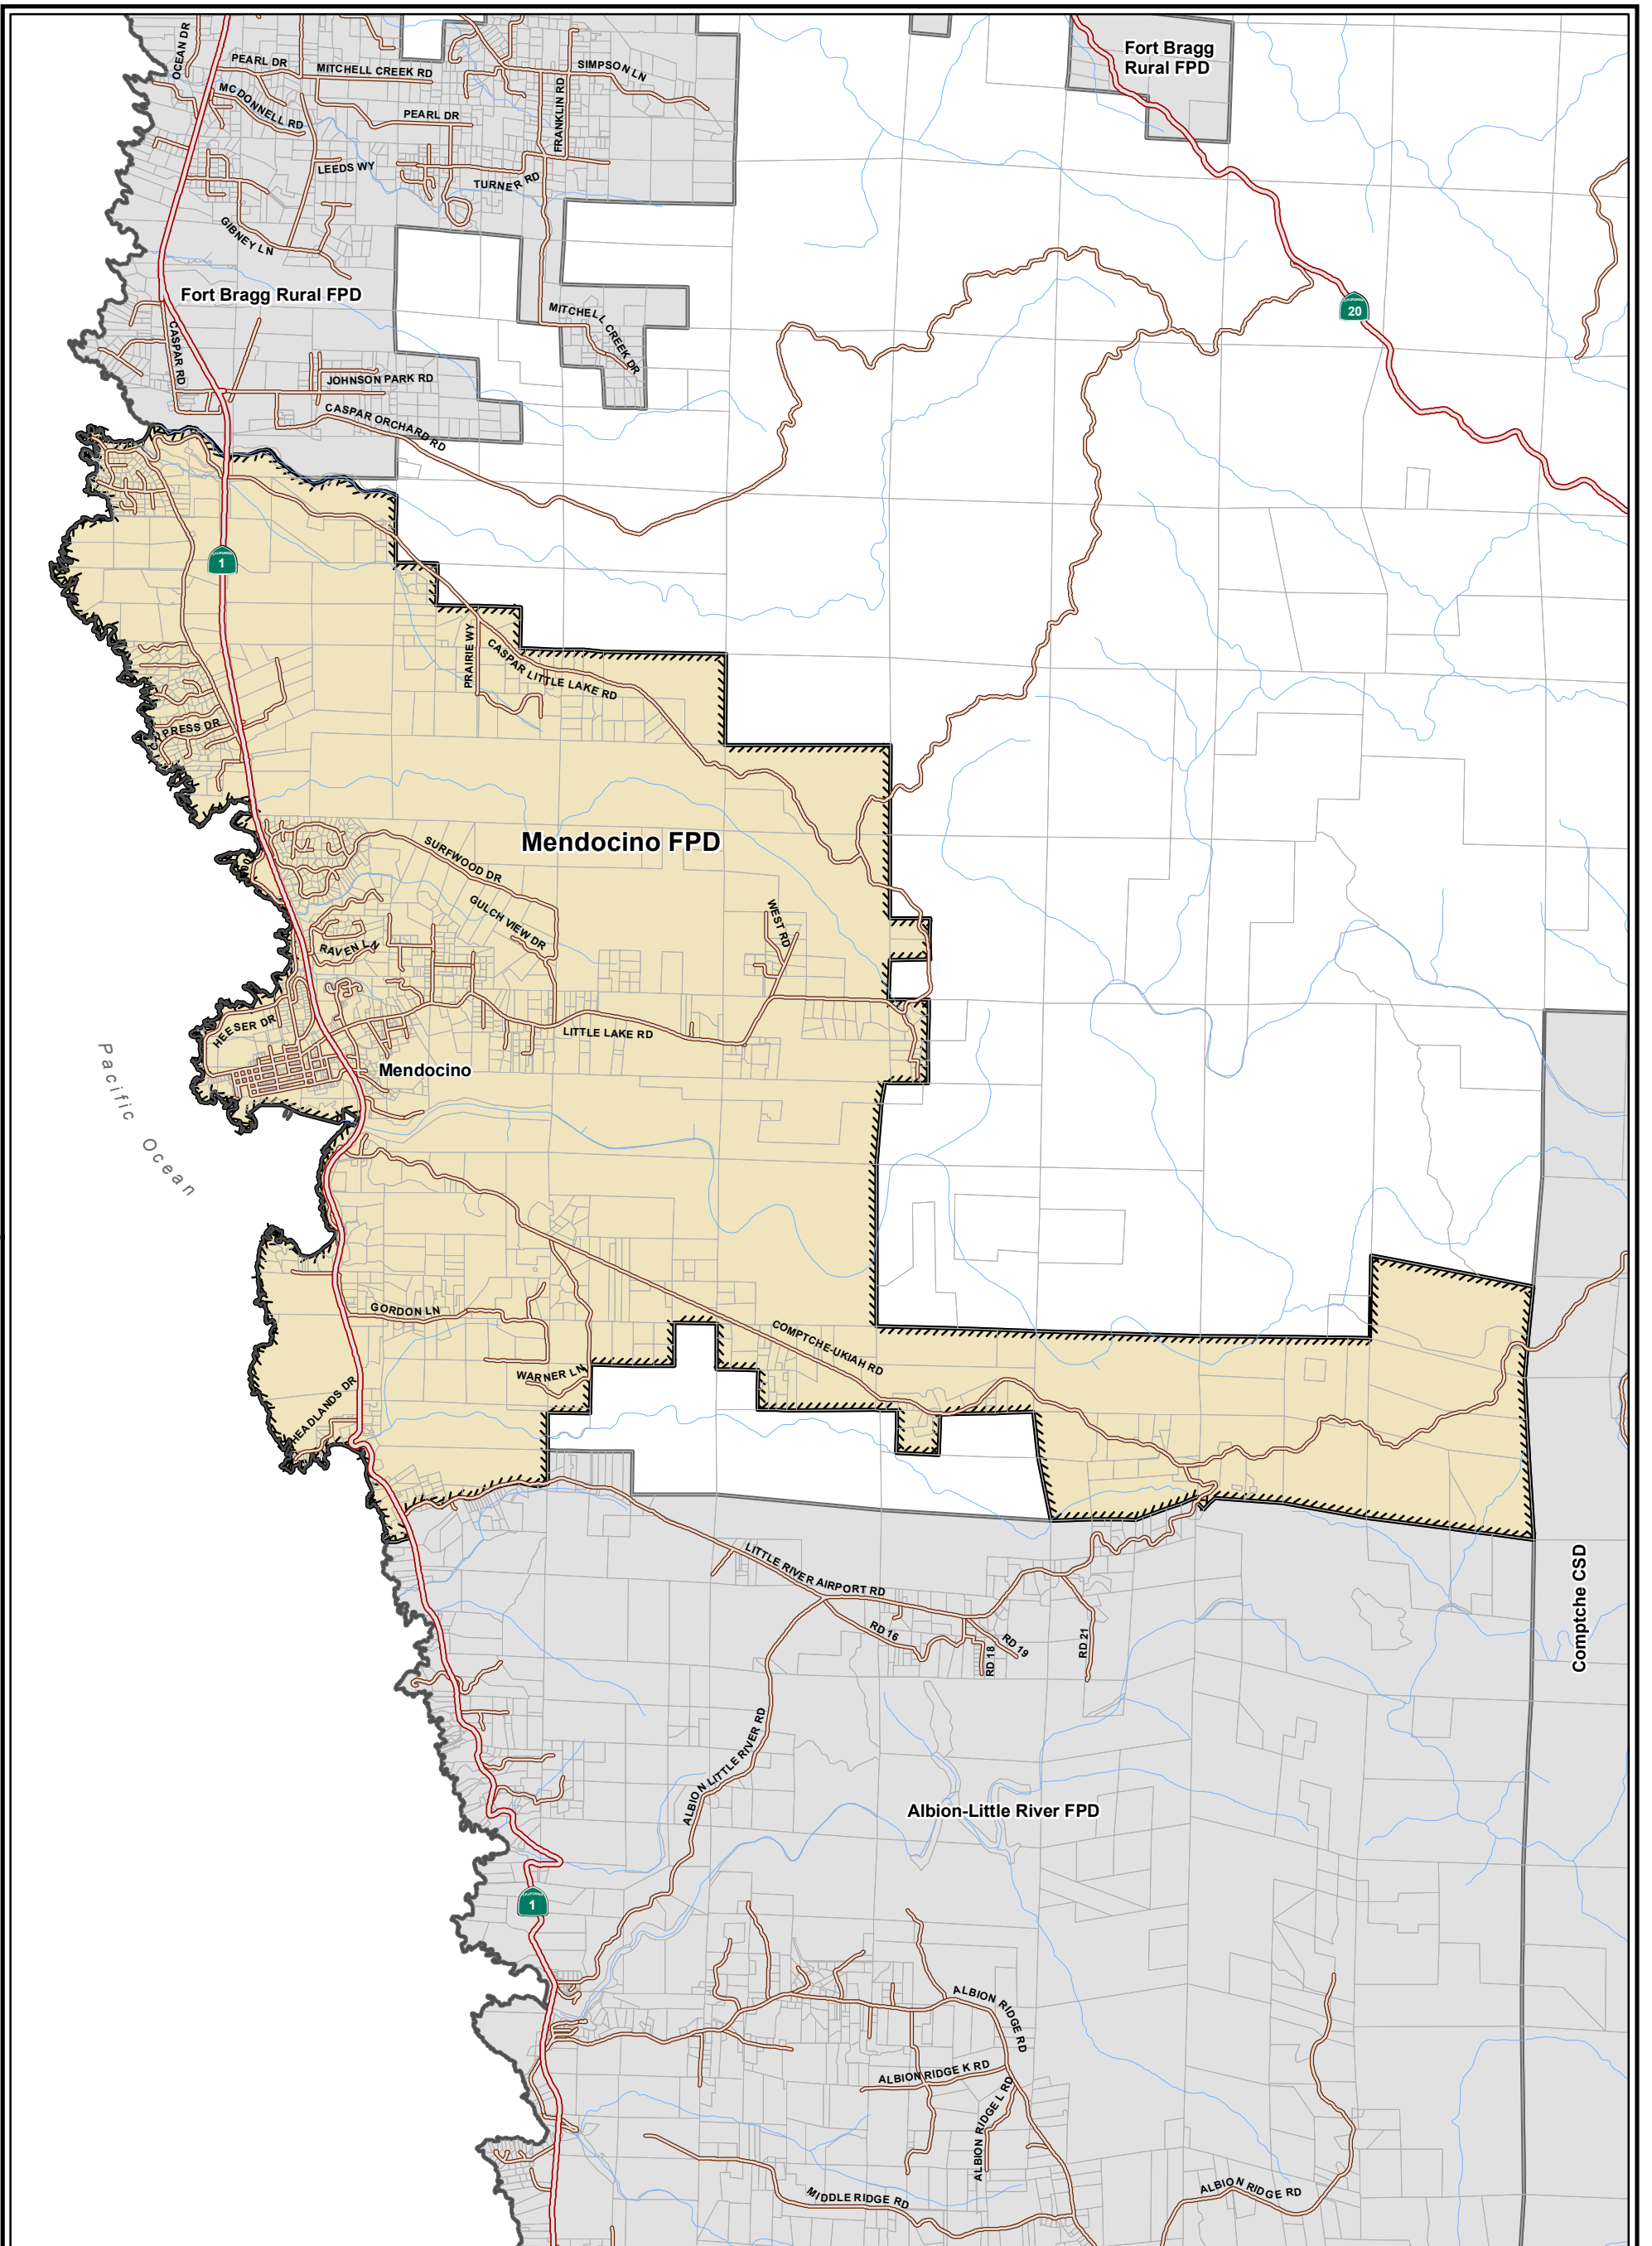 OCEAN DR
PEARL DR
MITCHELL CREEK RD
SIMPSON LN
MC DONNELL RD
PEARL DR
FRANKLIN RD
LEEDS WY
TURNER RD
GIBNEY LN
Fort Bragg
Rural FPD
Fort Bragg Rural FPD
CALIFORNIA
20
MITCHELL CREEK DR
CASPAR RD
JOHNSON PARK RD
CASPAR ORCHARD RD
CALIFORNIA
1
PRAIRIE WY
CASPAR LITTLE LAKE RD
Mendocino FPD
SURFWOOD DR
GULCH VIEW DR
WEST RD
RAVEN LN
HEESER DR
LITTLE LAKE RD
Mendocino
Pacific Ocean
GORDON LN
COMPTCHE-UKIAH RD
WARNER LN
HEADLANDS DR
LITTLE RIVER AIRPORT RD
RD 16
RD 18
RD 19
RD 21
Comptche CSD
ALBION LITTLE RIVER RD
Albion-Little River FPD
CALIFORNIA
1
ALBION RIDGE RD
ALBION RIDGE K RD
ALBION RIDGE L RD
MIDDLE RIDGE RD
ALBION RIDGE RD